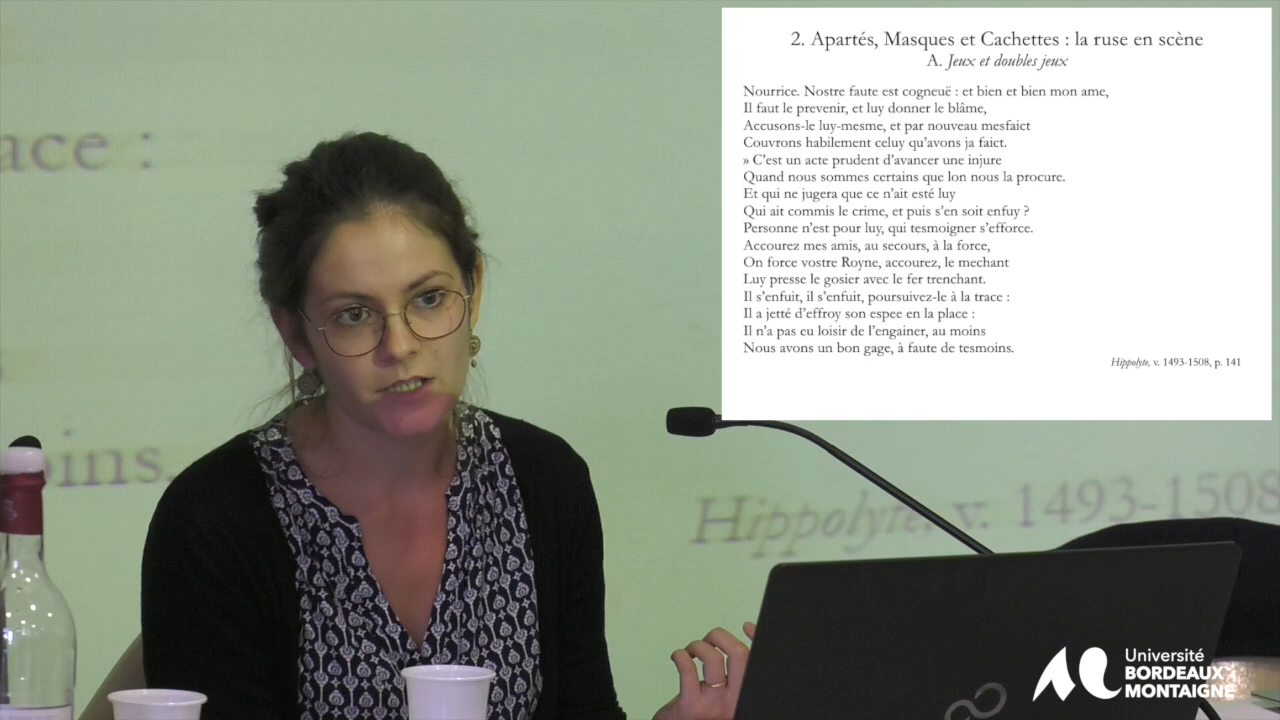 2. Apartés, Masques et Cachettes : la ruse en scène
A. Jeux et doubles jeux
Nourrice. Nostre faute est cogneuë : et bien et bien mon ame,
Il faut le prevenir, et luy donner le blâme,
Accusons-le luy-mesme, et par nouveau mesfaict
Couvrons habilement celuy qu'avons ja faict.
» C'est un acte prudent d'avancer une injure
Quand nous sommes certains que lon nous la procure.
Et qui ne jugera que ce n'ait esté luy
Qui ait commis le crime, et puis s'en soit enfuy ?
Personne n'est pour luy, qui tesmoigner s'efforce.
Accourez mes amis, au secours, à la force,
On force vostre Royne, accourez, le mechant
Luy presse le gosier avec le fer trenchant.
Il s'enfuit, il s'enfuit, poursuivez-le à la trace :
Il a jetté d'effroy son espee en la place :
Il n'a pas eu loisir de l'engainer, au moins
Nous avons un bon gage, à faute de tesmoins.
Hippolyte, v. 1493-1508, p. 141
ace :
oins.
Hippolyte, v. 1493-1508
Université
BORDEAUX
MONTAIGNE